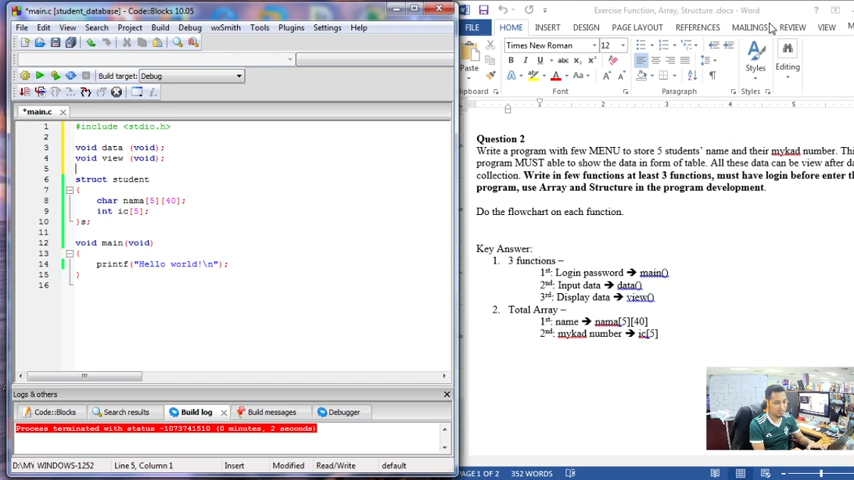 *main.c [student_database] - Code::Blocks 10.05
File Edit View Search Project Build Debug wxSmith Tools Plugins Settings Help
Build target: Debug
*main.c
1 #include <stdio.h>
2
3 void data (void);
4 void view (void);
5
6 struct student
7 {
8 char nama[5][40];
9 int ic[5];
10 }s;
11
12 void main(void)
13 {
14 printf("Hello world!\n");
15 }
16
Logs & others
Code::Blocks Search results Build log Build messages Debugger
Process terminated with status -1073741510 (0 minutes, 2 seconds)
D:\MY WINDOWS-1252 Line 5, Column 1 Insert Modified Read/Write default
Exercise Function, Array, Structure .docx - Word
FILE HOME INSERT DESIGN PAGE LAYOUT REFERENCES MAILINGS REVIEW VIEW
Times New Roman 12
Paste Styles Editing
Clipboard Font Paragraph Styles
2 3 4 5
Question 2
Write a program with few MENU to store 5 students' name and their mykad number. This
program MUST able to show the data in form of table. All these data can be view after da
collection. Write in few functions at least 3 functions, must have login before enter th
program, use Array and Structure in the program development.
Do the flowchart on each function.
Key Answer:
1. 3 functions –
1st: Login password → main()
2nd: Input data → data()
3rd: Display data → view()
2. Total Array –
1st: name → nama[5][40]
2nd: mykad number → ic[5]
PAGE 1 OF 2 352 WORDS